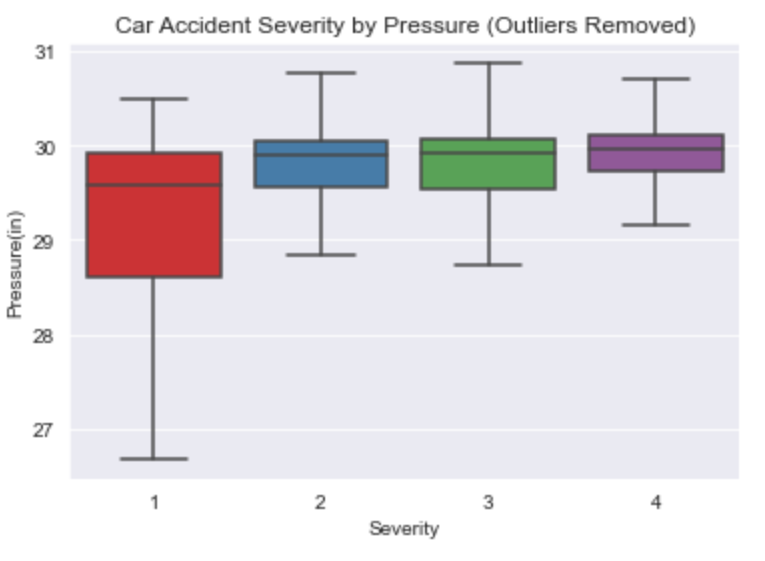 Car Accident Severity by Pressure (Outliers Removed)
31
30
29
28
27
Pressure(in)
1 2 3 4
Severity